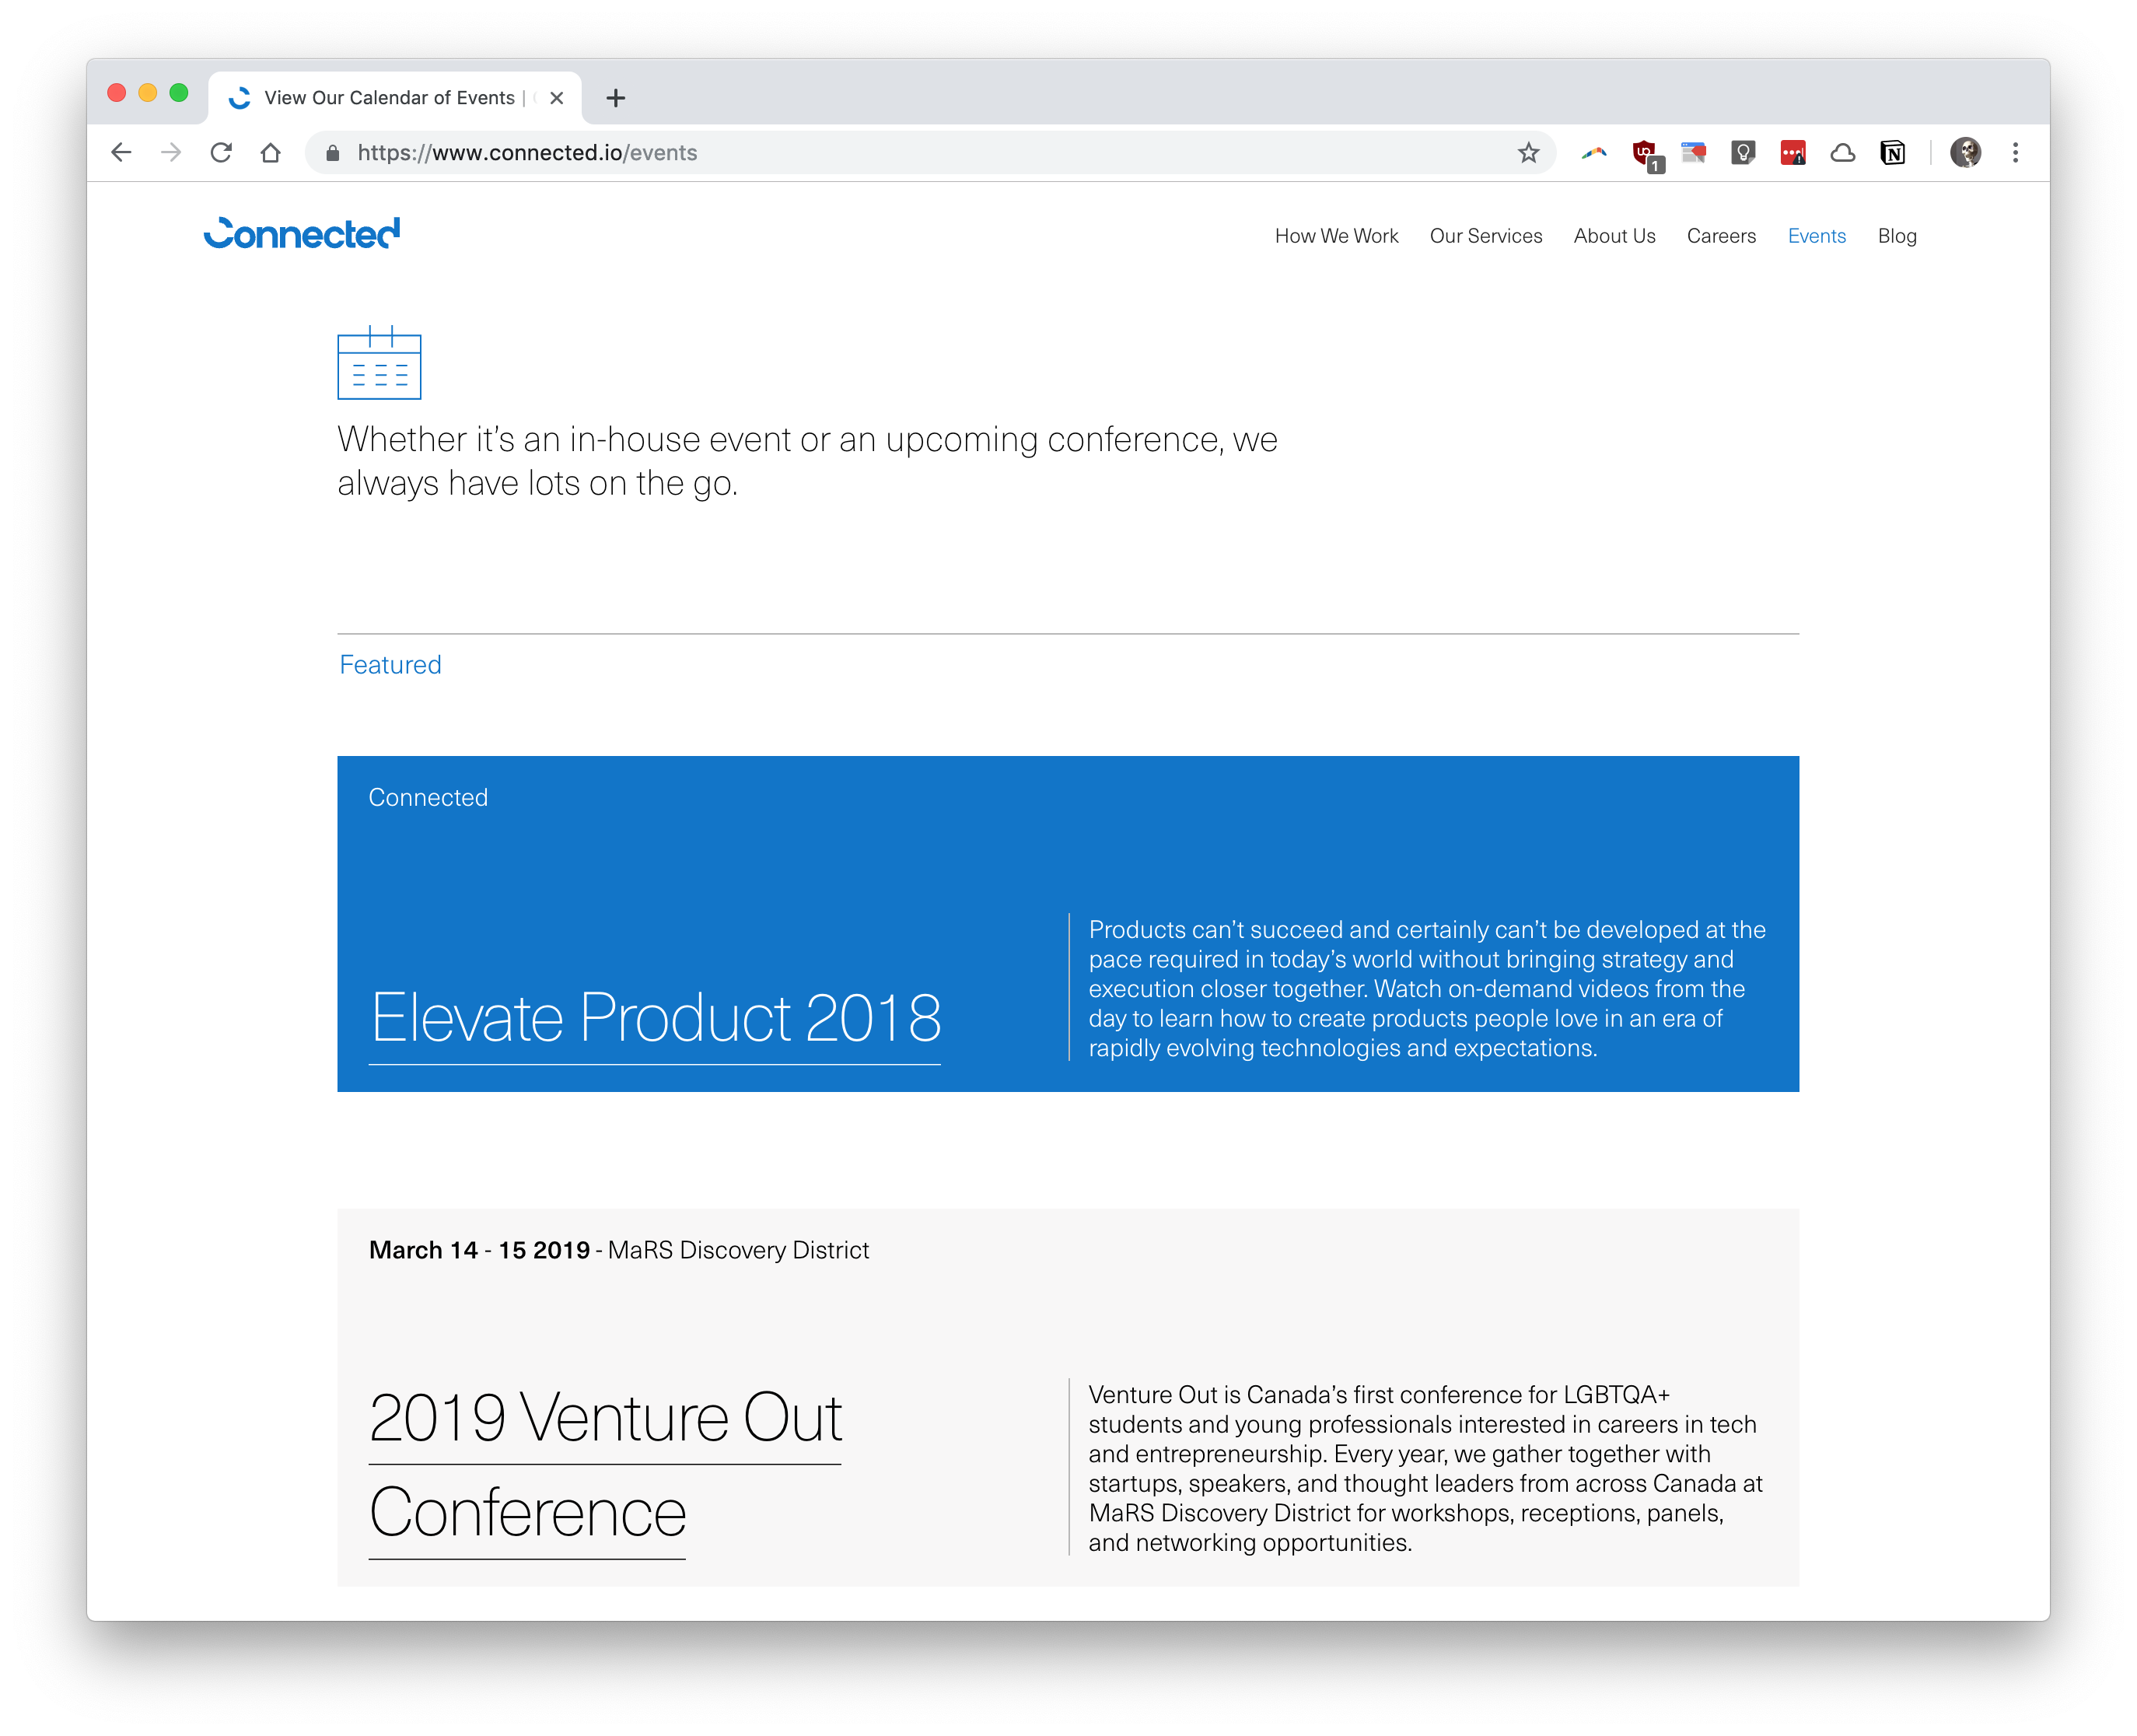 View Our Calendar of Events |
https://www.connected.io/events
1
Connected
How We Work Our Services About Us Careers Events Blog
Whether it’s an in-house event or an upcoming conference, we
always have lots on the go.
Featured
Connected
Elevate Product 2018
Products can’t succeed and certainly can’t be developed at the
pace required in today’s world without bringing strategy and
execution closer together. Watch on-demand videos from the
day to learn how to create products people love in an era of
rapidly evolving technologies and expectations.
March 14 - 15 2019 - MaRS Discovery District
2019 Venture Out
Conference
Venture Out is Canada’s first conference for LGBTQA+
students and young professionals interested in careers in tech
and entrepreneurship. Every year, we gather together with
startups, speakers, and thought leaders from across Canada at
MaRS Discovery District for workshops, receptions, panels,
and networking opportunities.